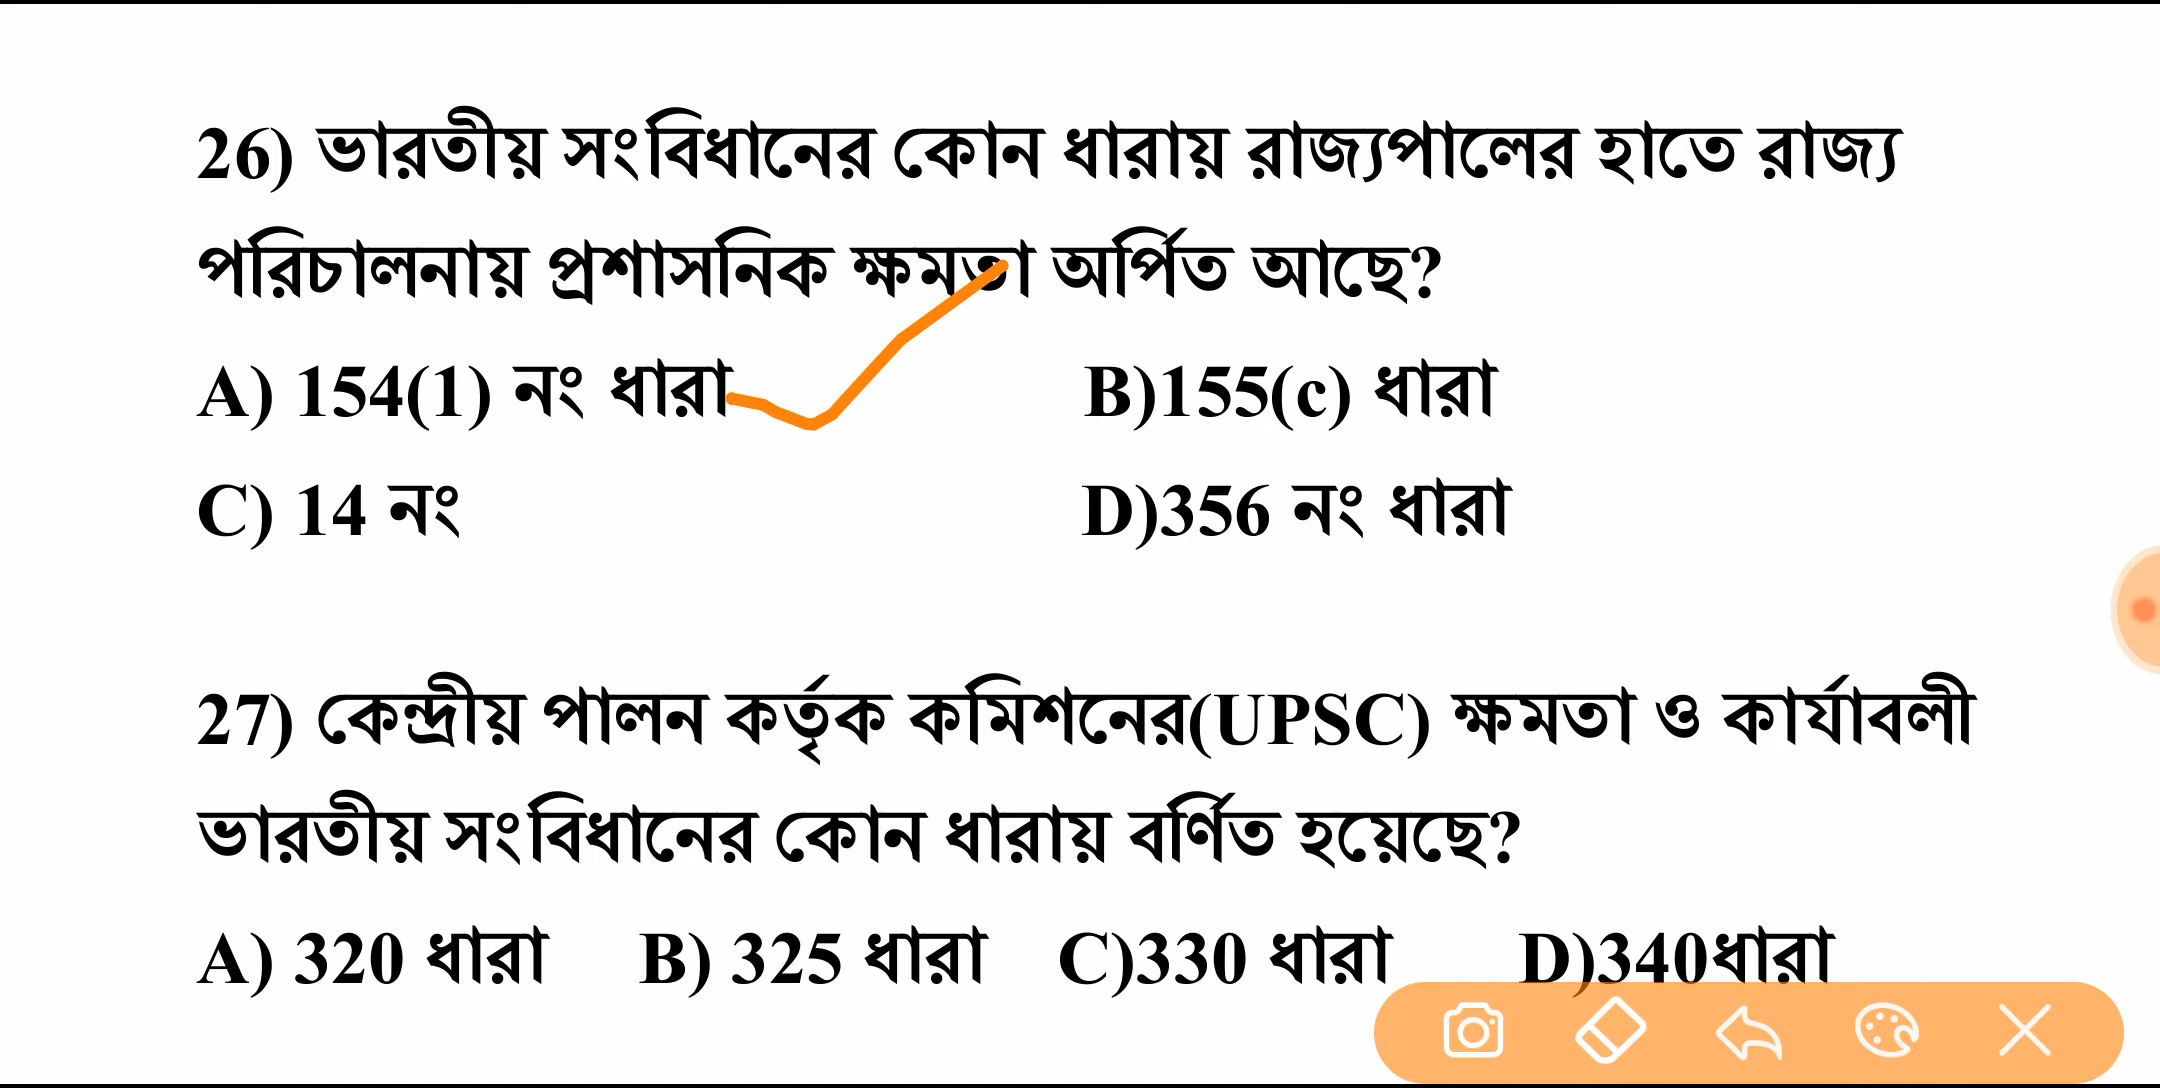 26) ভারতীয় সংবিধানের কোন ধারায় রাজ্যপালের হাতে রাজ্য
পরিচালনায় প্রশাসনিক ক্ষমতা অর্পিত আছে?
A) 154(1) নং ধারা B)155(c) ধারা
C) 14 নং D)356 নং ধারা
27) কেন্দ্রীয় পালন কর্তৃক কমিশনের(UPSC) ক্ষমতা ও কার্যাবলী
ভারতীয় সংবিধানের কোন ধারায় বর্ণিত হয়েছে?
A) 320 ধারা B) 325 ধারা C)330 ধারা D)340ধারা